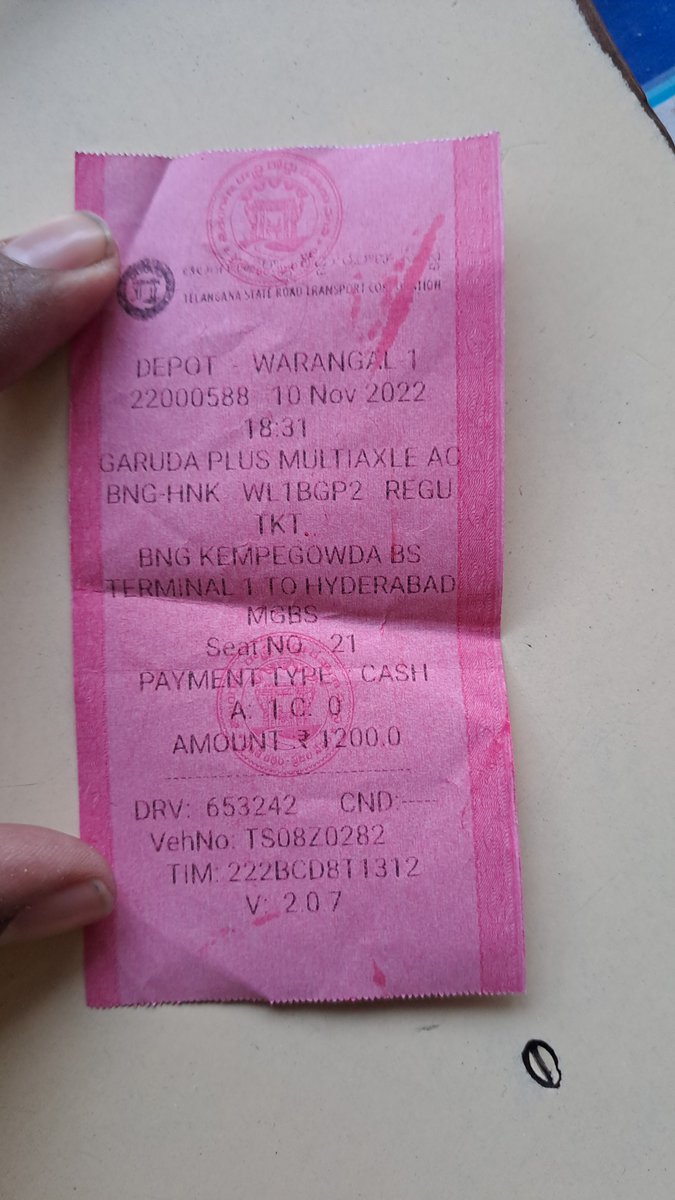 TELANGANA STATE ROAD TRANSPORT CORPORATION
DEPOT - WARANGAL 1
22000588 10 Nov 2022
18:31
GARUDA PLUS MULTIAXLE AC
BNG-HNK WL1BGP2 REGU
TKT.
BNG KEMPEGOWDA BS
TERMINAL 1 TO HYDERABAD
MGBS
Seat NO. 21
PAYMENT TYPE: CASH
A: 1 C: 0
AMOUNT: ₹ 1200.0
DRV: 653242 CND:-----
VehNo: TS08Z0282
TIM: 222BCD8T1312
V: 2.0.7